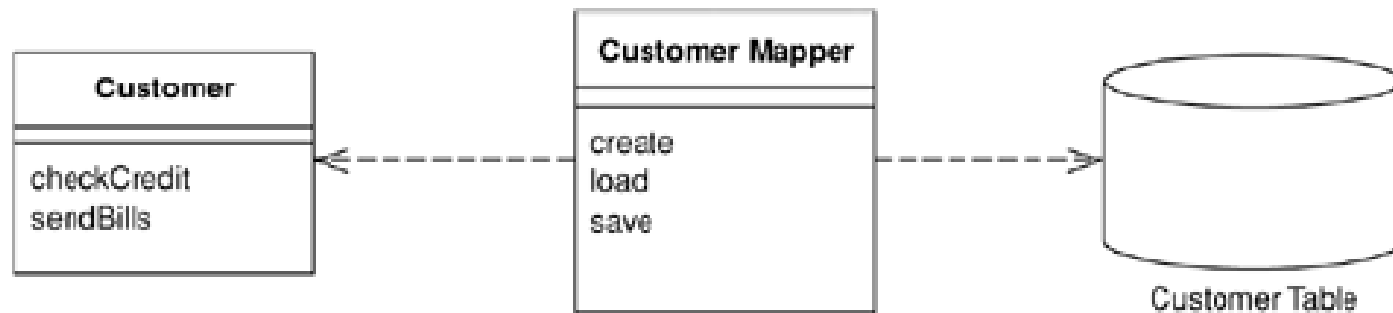 Customer
checkCredit
sendBills
Customer Mapper
create
load
save
Customer Table